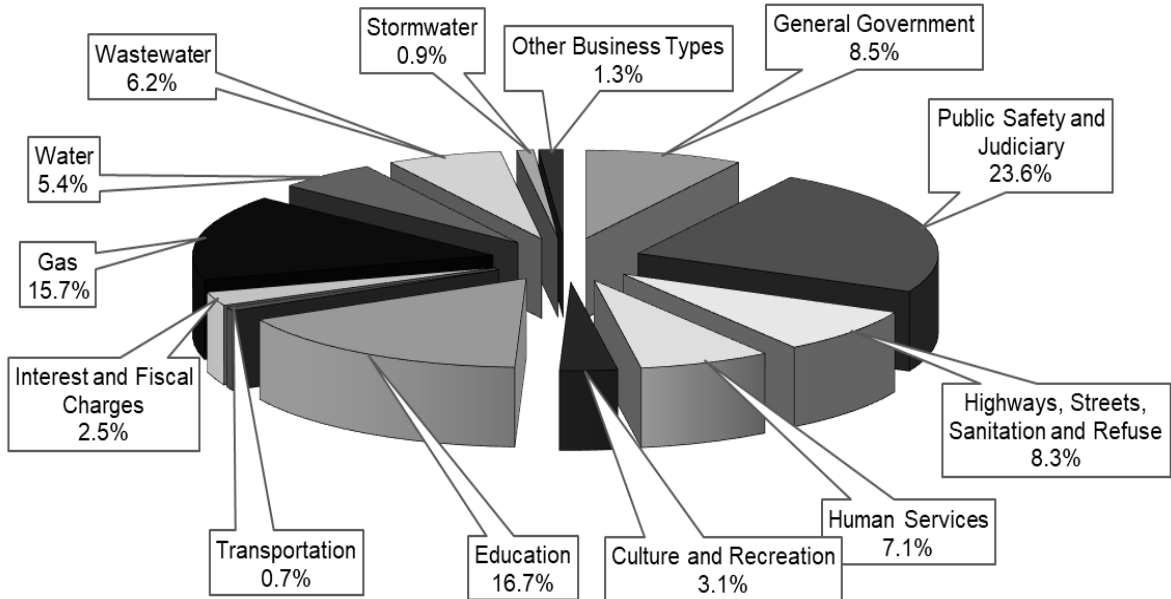 General Government
8.5%
Public Safety and
Judiciary
23.6%
Highways, Streets,
Sanitation and Refuse
8.3%
Human Services
7.1%
Culture and Recreation
3.1%
Education
16.7%
Transportation
0.7%
Interest and Fiscal
Charges
2.5%
Gas
15.7%
Water
5.4%
Wastewater
6.2%
Stormwater
0.9%
Other Business Types
1.3%